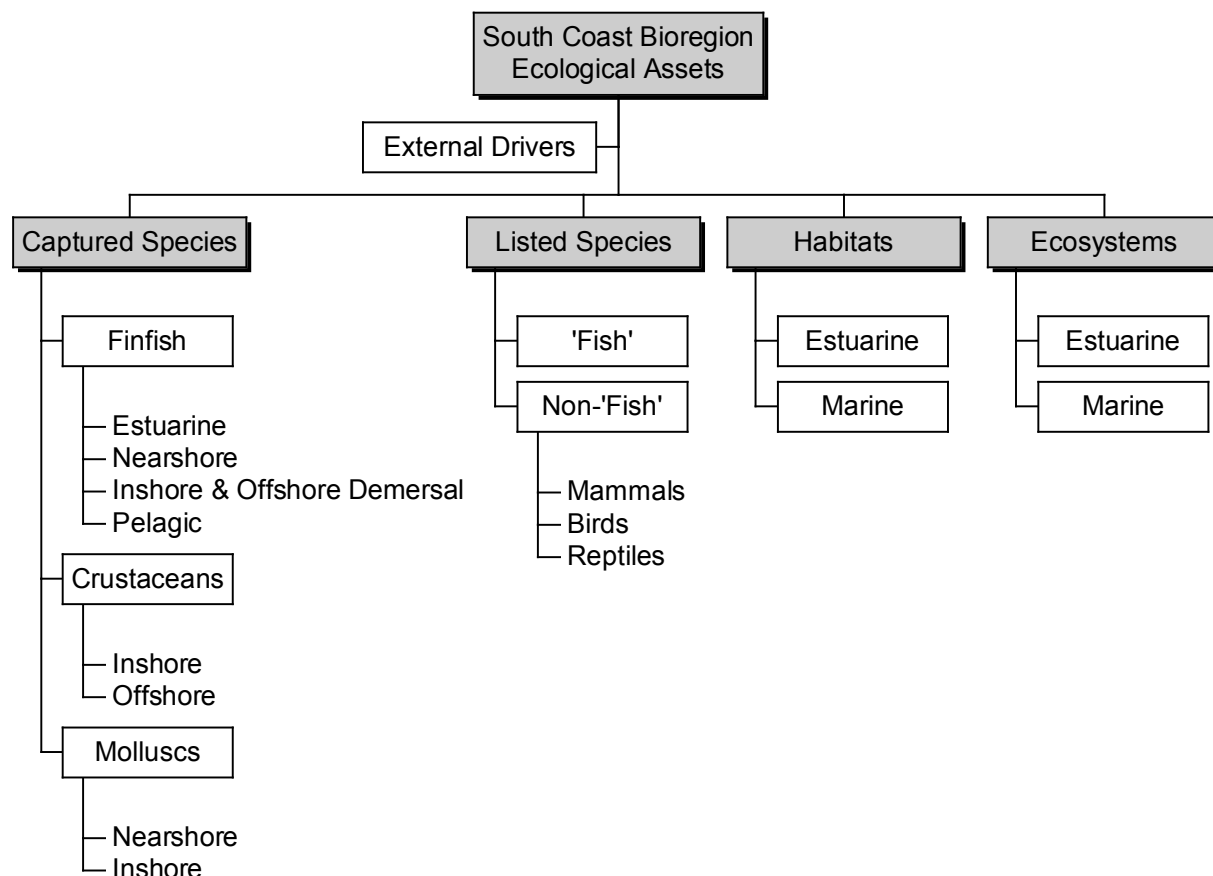 South Coast Bioregion
Ecological Assets
External Drivers
Captured Species
Finfish
Estuarine
Nearshore
Inshore & Offshore Demersal
Pelagic
Crustaceans
Inshore
Offshore
Molluscs
Nearshore
Inshore
Listed Species
'Fish'
Non-'Fish'
Mammals
Birds
Reptiles
Habitats
Estuarine
Marine
Ecosystems
Estuarine
Marine